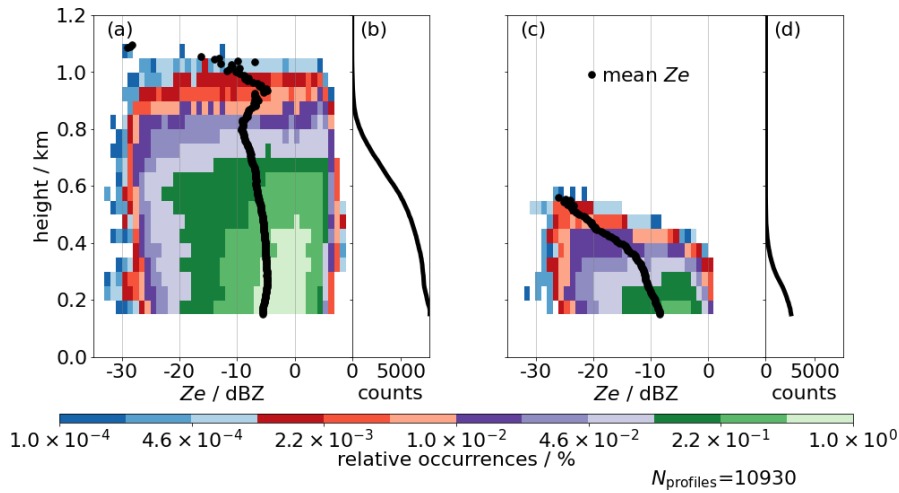 (a) (b) (c) (d)
1.2
1.0
0.8
0.6
0.4
0.2
0.0
height / km
mean Ze
-30 -20 -10 0 0 5000 -30 -20 -10 0 0 5000
Ze / dBZ counts Ze / dBZ counts
1.0 × 10⁻⁴ 4.6 × 10⁻⁴ 2.2 × 10⁻³ 1.0 × 10⁻² 4.6 × 10⁻² 2.2 × 10⁻¹ 1.0 × 10⁰
relative occurrences / %
N_profiles=10930